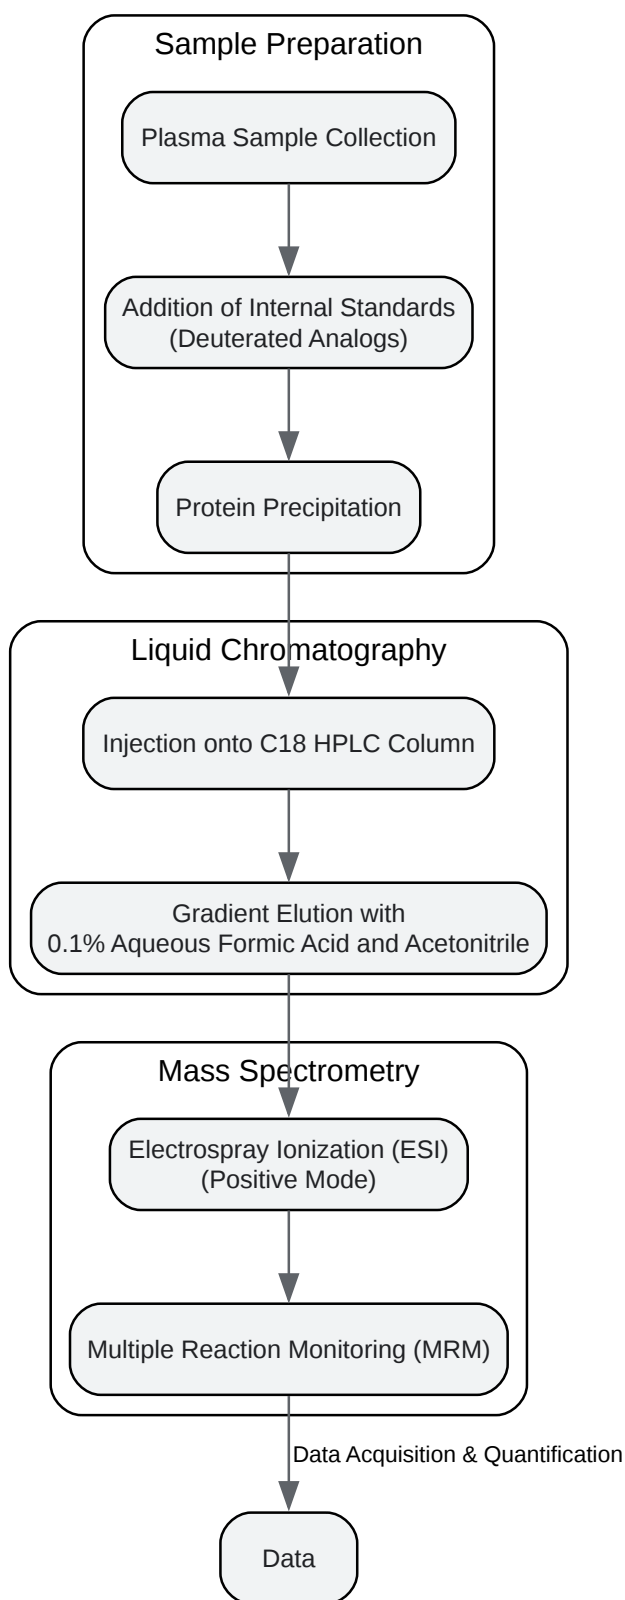 Sample Preparation
Plasma Sample Collection
Addition of Internal Standards
(Deuterated Analogs)
Protein Precipitation
Liquid Chromatography
Injection onto C18 HPLC Column
Gradient Elution with
0.1% Aqueous Formic Acid and Acetonitrile
Mass Spectrometry
Electrospray Ionization (ESI)
(Positive Mode)
Multiple Reaction Monitoring (MRM)
Data Acquisition & Quantification
Data